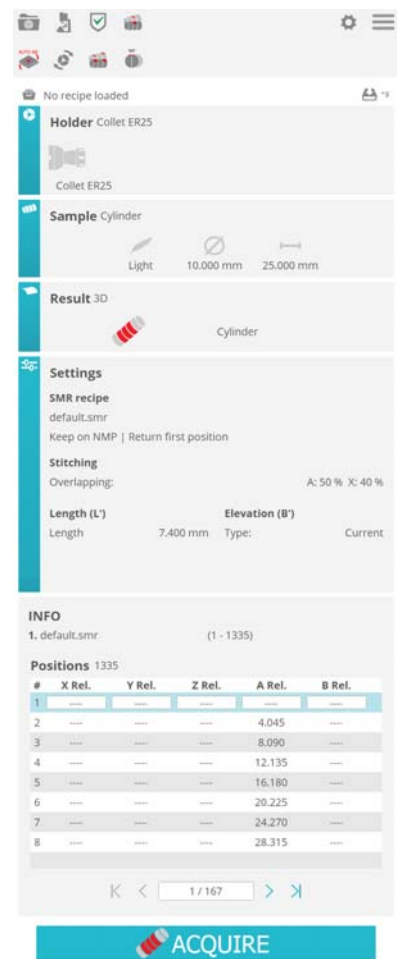 AUTO 3D
No recipe loaded
Holder Collet ER25
Collet ER25
Sample Cylinder
Light 10.000 mm 25.000 mm
Result 3D
Cylinder
Settings
SMR recipe
default.smr
Keep on NMP | Return first position
Stitching
Overlapping: A: 50 % X: 40 %
Length (L') Elevation (B')
Length 7.400 mm Type: Current
INFO
1. default.smr (1 - 1335)
Positions 1335
# X Rel. Y Rel. Z Rel. A Rel. B Rel.
1 ---- ---- ---- ---- ----
2 ---- ---- ---- 4.045 ----
3 ---- ---- ---- 8.090 ----
4 ---- ---- ---- 12.135 ----
5 ---- ---- ---- 16.180 ----
6 ---- ---- ---- 20.225 ----
7 ---- ---- ---- 24.270 ----
8 ---- ---- ---- 28.315 ----
1 / 167
ACQUIRE